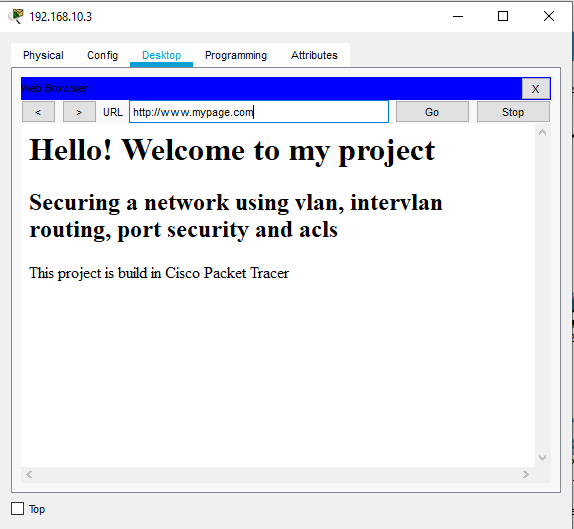 192.168.10.3
Physical Config Desktop Programming Attributes
Web Browser X
< > URL http://www.mypage.com Go Stop
Hello! Welcome to my project
Securing a network using vlan, intervlan
routing, port security and acls
This project is build in Cisco Packet Tracer
Top